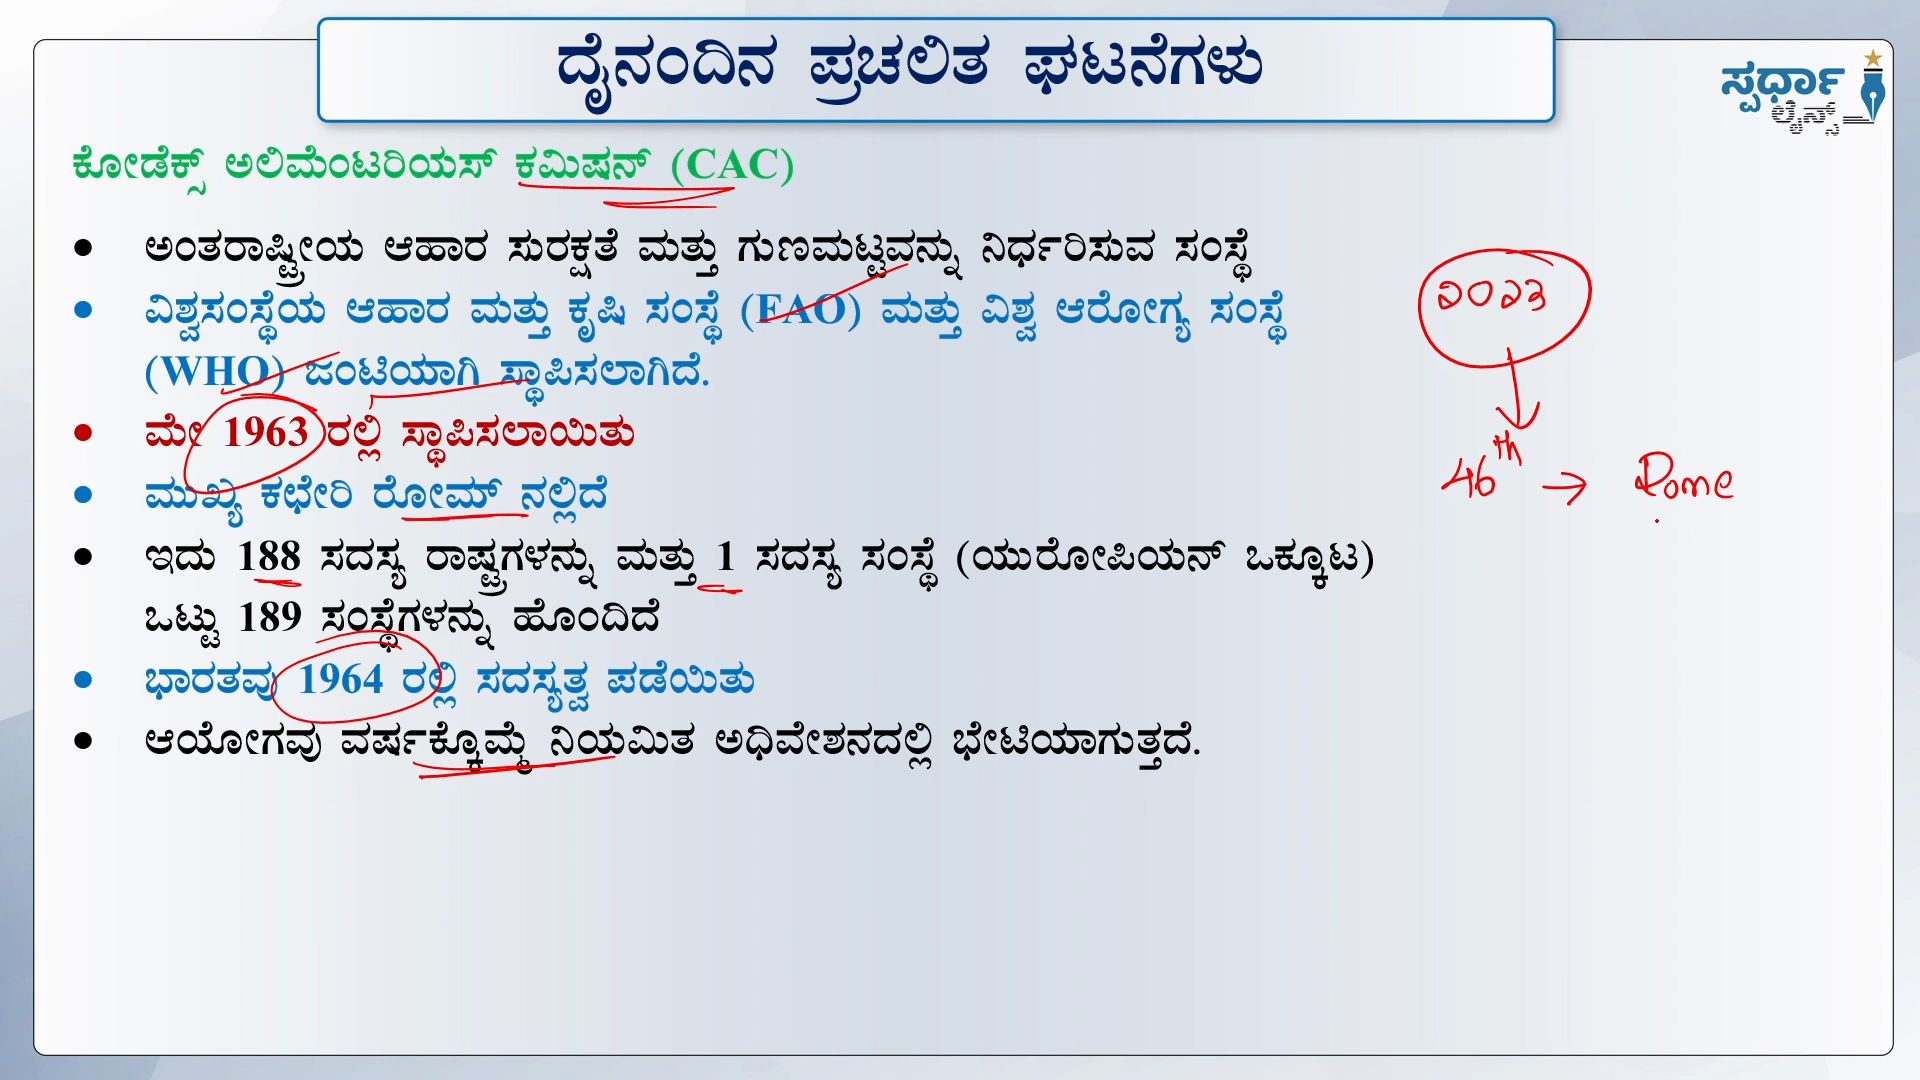 ದೈನಂದಿನ ಪ್ರಚಲಿತ ಘಟನೆಗಳು
ಸ್ಪರ್ಧಾ
ಲೈನ್ಸ್
ಕೋಡೆಕ್ಸ್ ಅಲಿಮೆಂಟರಿಯಸ್ ಕಮಿಷನ್ (CAC)
• ಅಂತರಾಷ್ಟ್ರೀಯ ಆಹಾರ ಸುರಕ್ಷತೆ ಮತ್ತು ಗುಣಮಟ್ಟವನ್ನು ನಿರ್ಧರಿಸುವ ಸಂಸ್ಥೆ
• ವಿಶ್ವಸಂಸ್ಥೆಯ ಆಹಾರ ಮತ್ತು ಕೃಷಿ ಸಂಸ್ಥೆ (FAO) ಮತ್ತು ವಿಶ್ವ ಆರೋಗ್ಯ ಸಂಸ್ಥೆ
(WHO) ಜಂಟಿಯಾಗಿ ಸ್ಥಾಪಿಸಲಾಗಿದೆ.
• ಮೇ 1963 ರಲ್ಲಿ ಸ್ಥಾಪಿಸಲಾಯಿತು
• ಮುಖ್ಯ ಕಛೇರಿ ರೋಮ್ ನಲ್ಲಿದೆ
• ಇದು 188 ಸದಸ್ಯ ರಾಷ್ಟ್ರಗಳನ್ನು ಮತ್ತು 1 ಸದಸ್ಯ ಸಂಸ್ಥೆ (ಯುರೋಪಿಯನ್ ಒಕ್ಕೂಟ)
ಒಟ್ಟು 189 ಸಂಸ್ಥೆಗಳನ್ನು ಹೊಂದಿದೆ
• ಭಾರತವು 1964 ರಲ್ಲಿ ಸದಸ್ಯತ್ವ ಪಡೆಯಿತು
• ಆಯೋಗವು ವರ್ಷಕ್ಕೊಮ್ಮೆ ನಿಯಮಿತ ಅಧಿವೇಶನದಲ್ಲಿ ಭೇಟಿಯಾಗುತ್ತದೆ.
2023
46th → Rome